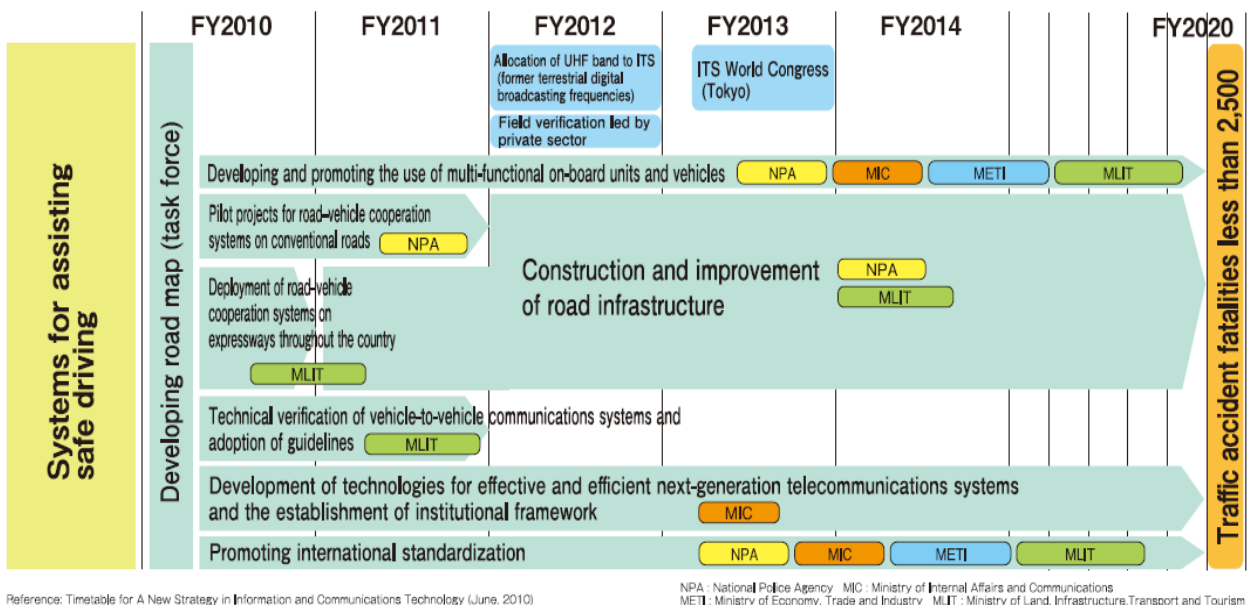 FY2010 FY2011 FY2012 FY2013 FY2014 FY2020
Systems for assisting
safe driving
Developing road map (task force)
Allocation of UHF band to ITS
(former terrestrial digital
broadcasting frequencies)
Field verification led by
private sector
ITS World Congress
(Tokyo)
Developing and promoting the use of multi-functional on-board units and vehicles NPA MIC METI MLIT
Pilot projects for road-vehicle cooperation
systems on conventional roads NPA
Deployment of road-vehicle
cooperation systems on
expressways throughout the country
MLIT
Construction and improvement
of road infrastructure
NPA
MLIT
Technical verification of vehicle-to-vehicle communications systems and
adoption of guidelines MLIT
Development of technologies for effective and efficient next-generation telecommunications systems
and the establishment of institutional framework MIC
Promoting international standardization NPA MIC METI MLIT
Traffic accident fatalities less than 2,500
Reference: Timetable for A New Strategy in Information and Communications Technology (June, 2010)
NPA : National Police Agency MIC : Ministry of Internal Affairs and Communications
METI : Ministry of Economy, Trade and Industry MLIT : Ministry of Land, Infrastructure,Transport and Tourism